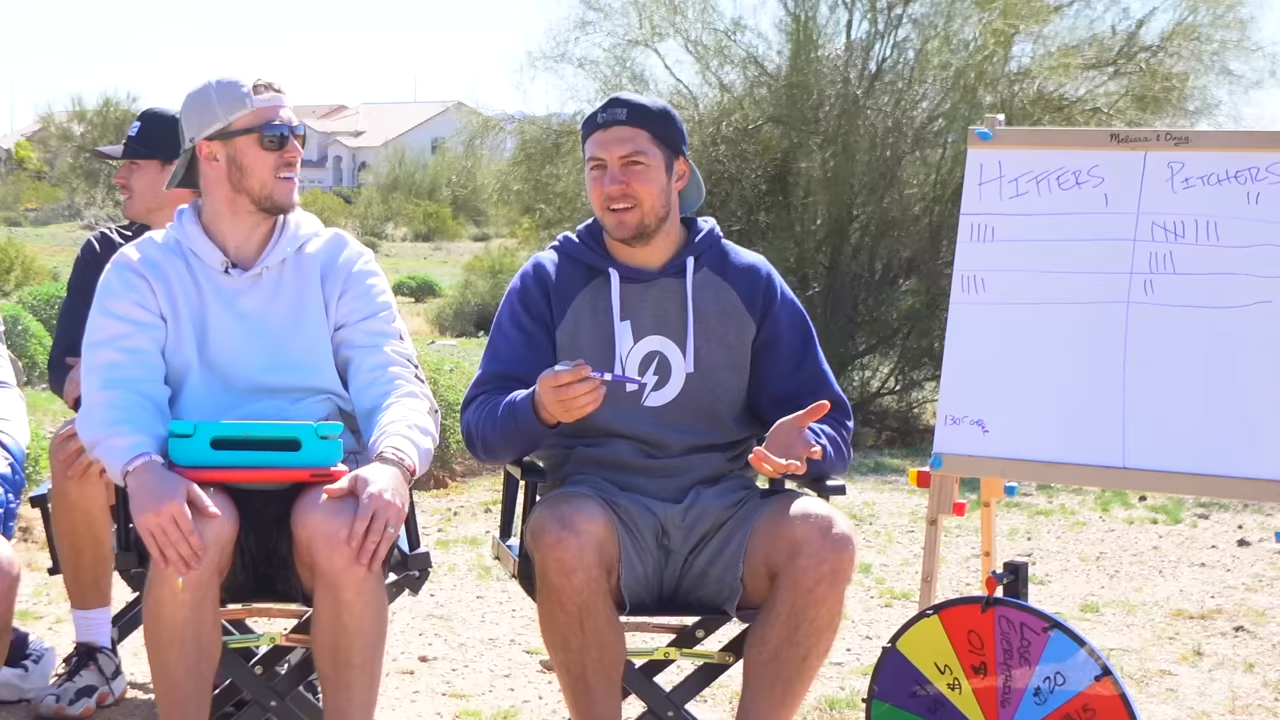 Melissa & Doug
HITTERS
PITCHERS
$5
$10
LOSE
EVERYTHING
$20